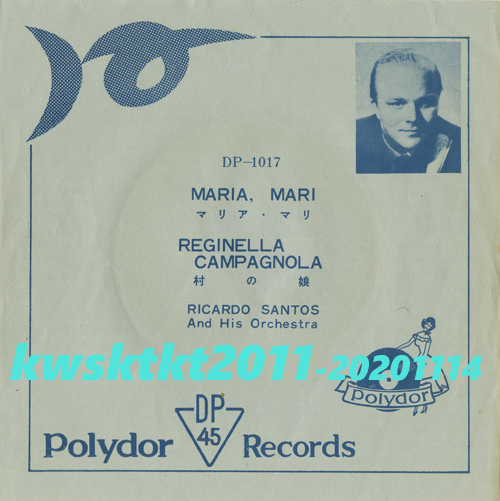 DP-1017
MARIA, MARI
マリア・マリ
REGINELLA
CAMPAGNOLA
村の娘
RICARDO SANTOS
And His Orchestra
kwsktkt2011-20201114
polydor
DP
45
Polydor Records